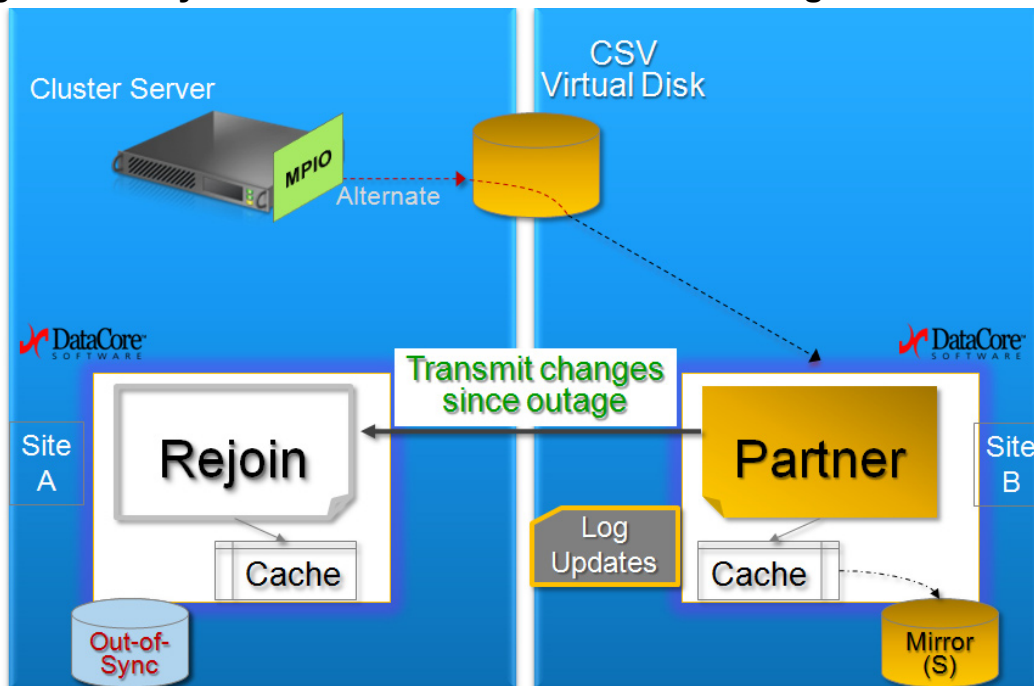 Cluster Server
CSV
Virtual Disk
MPIO
Alternate
DataCore
SOFTWARE
DataCore
SOFTWARE
Transmit changes
since outage
Site
A
Rejoin
Partner
Site
B
Log
Updates
Cache
Cache
Out-of-
Sync
Mirror
(S)